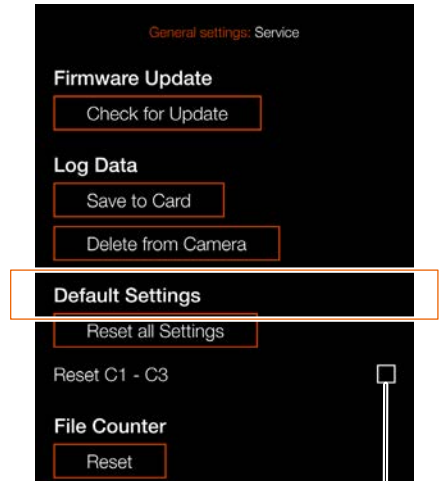 General settings: Service
Firmware Update
Check for Update
Log Data
Save to Card
Delete from Camera
Default Settings
Reset all Settings
Reset C1 - C3
File Counter
Reset